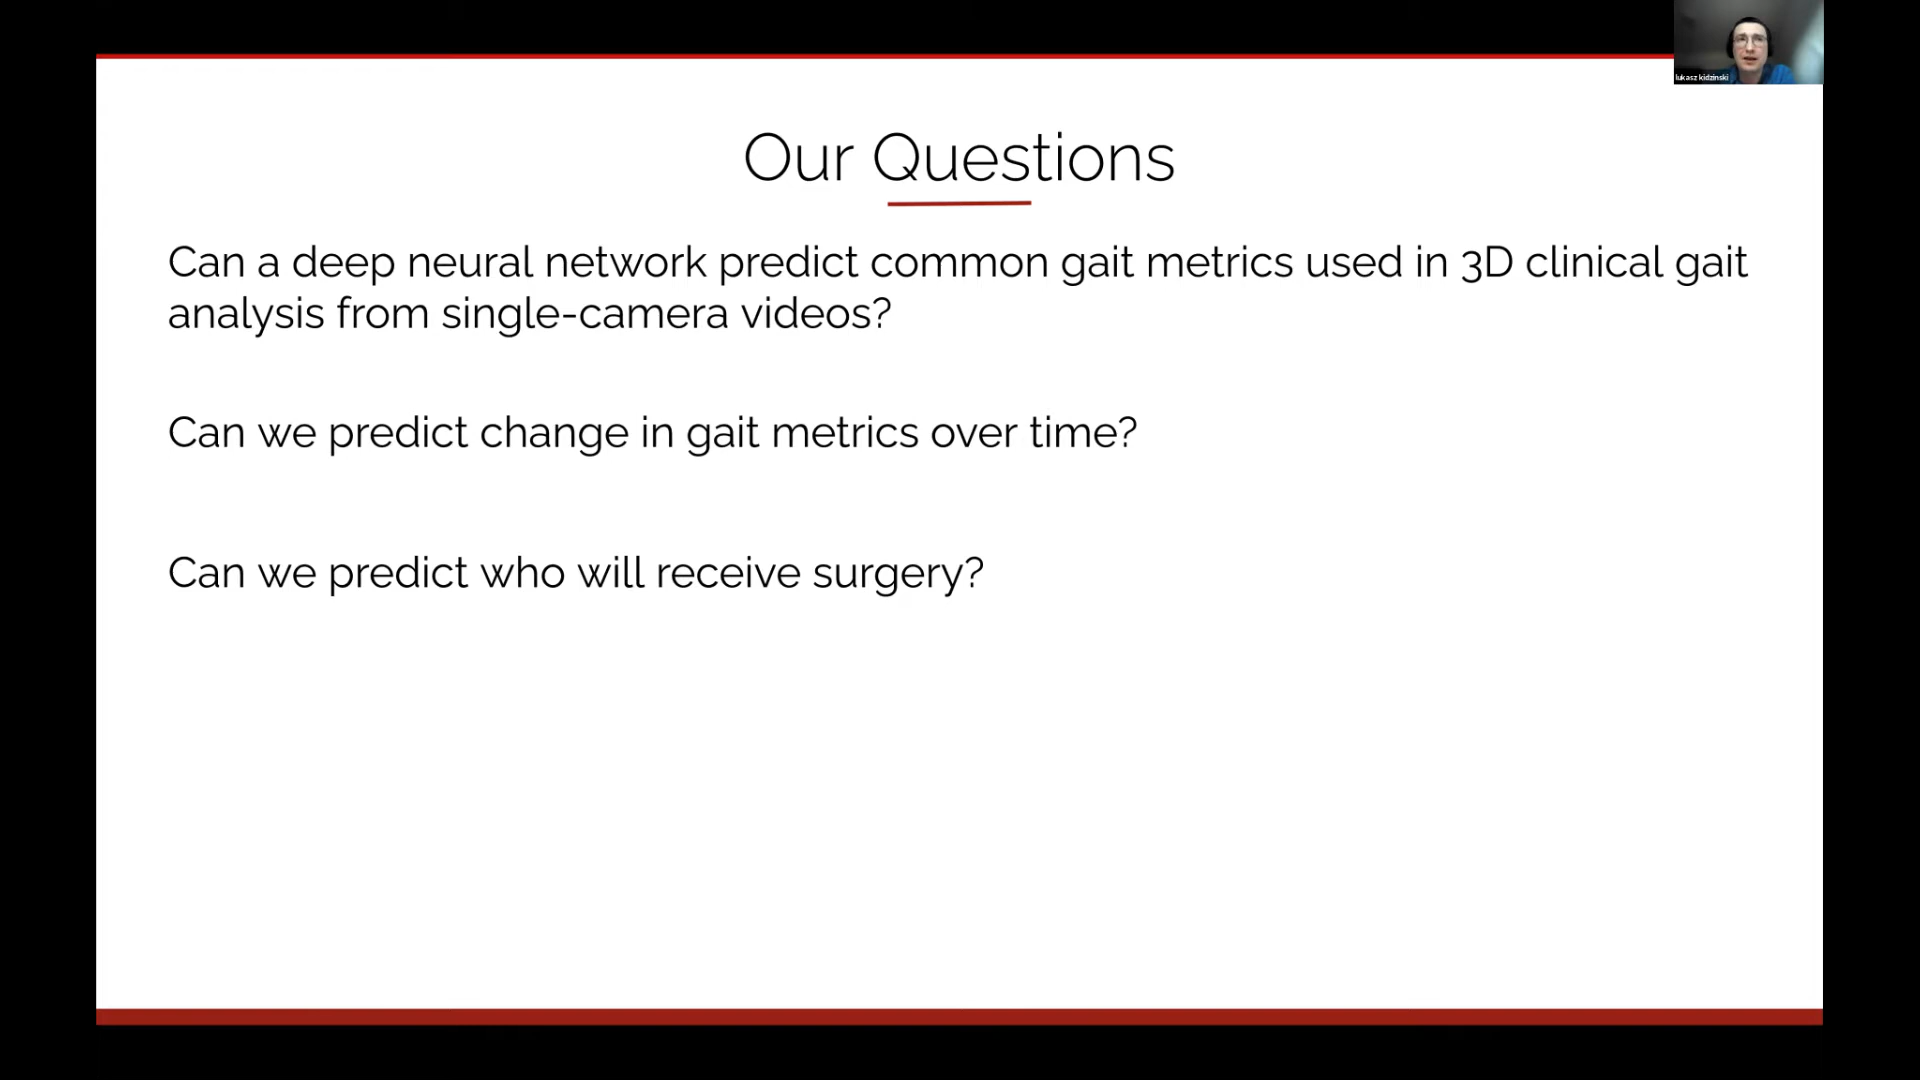 lukasz kidzinski
Our Questions
Can a deep neural network predict common gait metrics used in 3D clinical gait
analysis from single-camera videos?
Can we predict change in gait metrics over time?
Can we predict who will receive surgery?